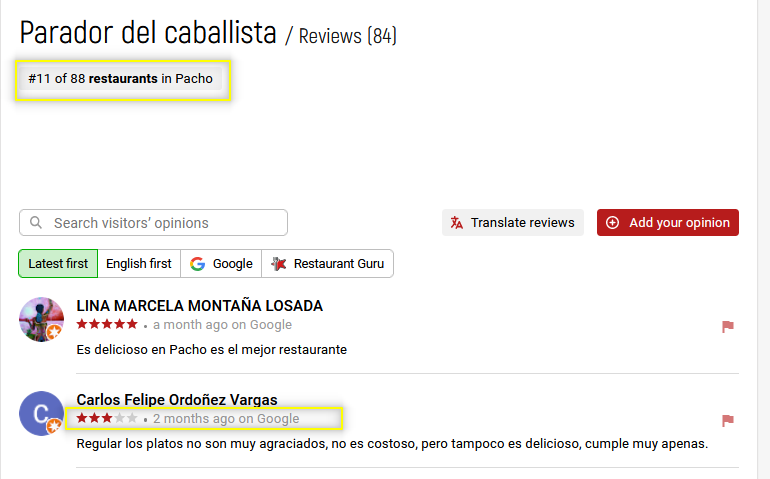 Parador del caballista / Reviews (84)
#11 of 88 restaurants in Pacho
Search visitors' opinions
Translate reviews
Add your opinion
Latest first
English first
Google
Restaurant Guru
LINA MARCELA MONTAÑA LOSADA
• a month ago on Google
Es delicioso en Pacho es el mejor restaurante
C
Carlos Felipe Ordoñez Vargas
• 2 months ago on Google
Regular los platos no son muy agraciados, no es costoso, pero tampoco es delicioso, cumple muy apenas.